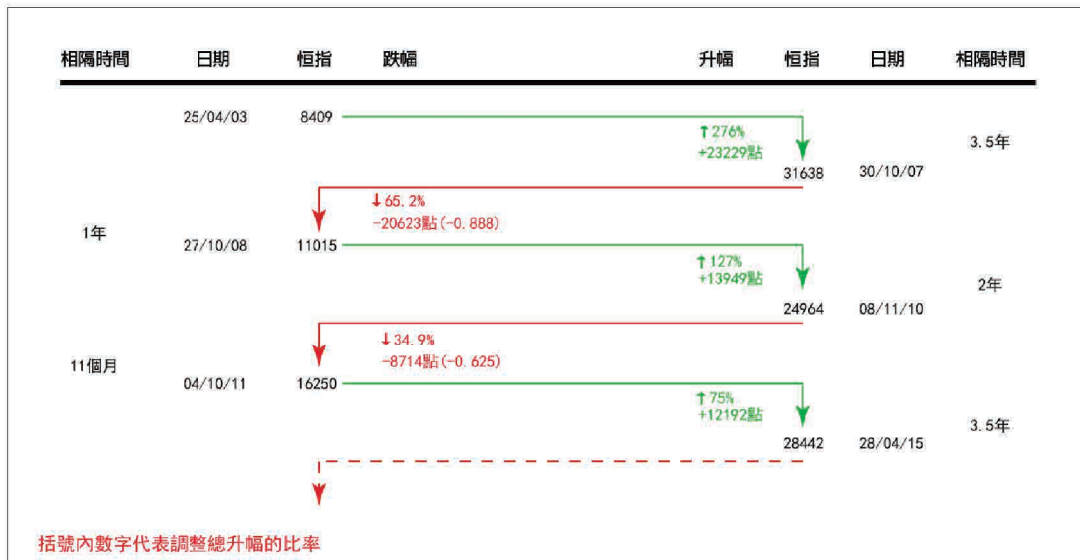 相隔時間 日期 恒指 跌幅 升幅 恒指 日期 相隔時間
25/04/03 8409
↑276%
+23229點
3.5年
31638 30/10/07
↓65.2%
-20623點(-0.888)
1年
27/10/08 11015
↑127%
+13949點
2年
24964 08/11/10
↓34.9%
-8714點(-0.625)
11個月
04/10/11 16250
↑75%
+12192點
3.5年
28442 28/04/15
括號內數字代表調整總升幅的比率